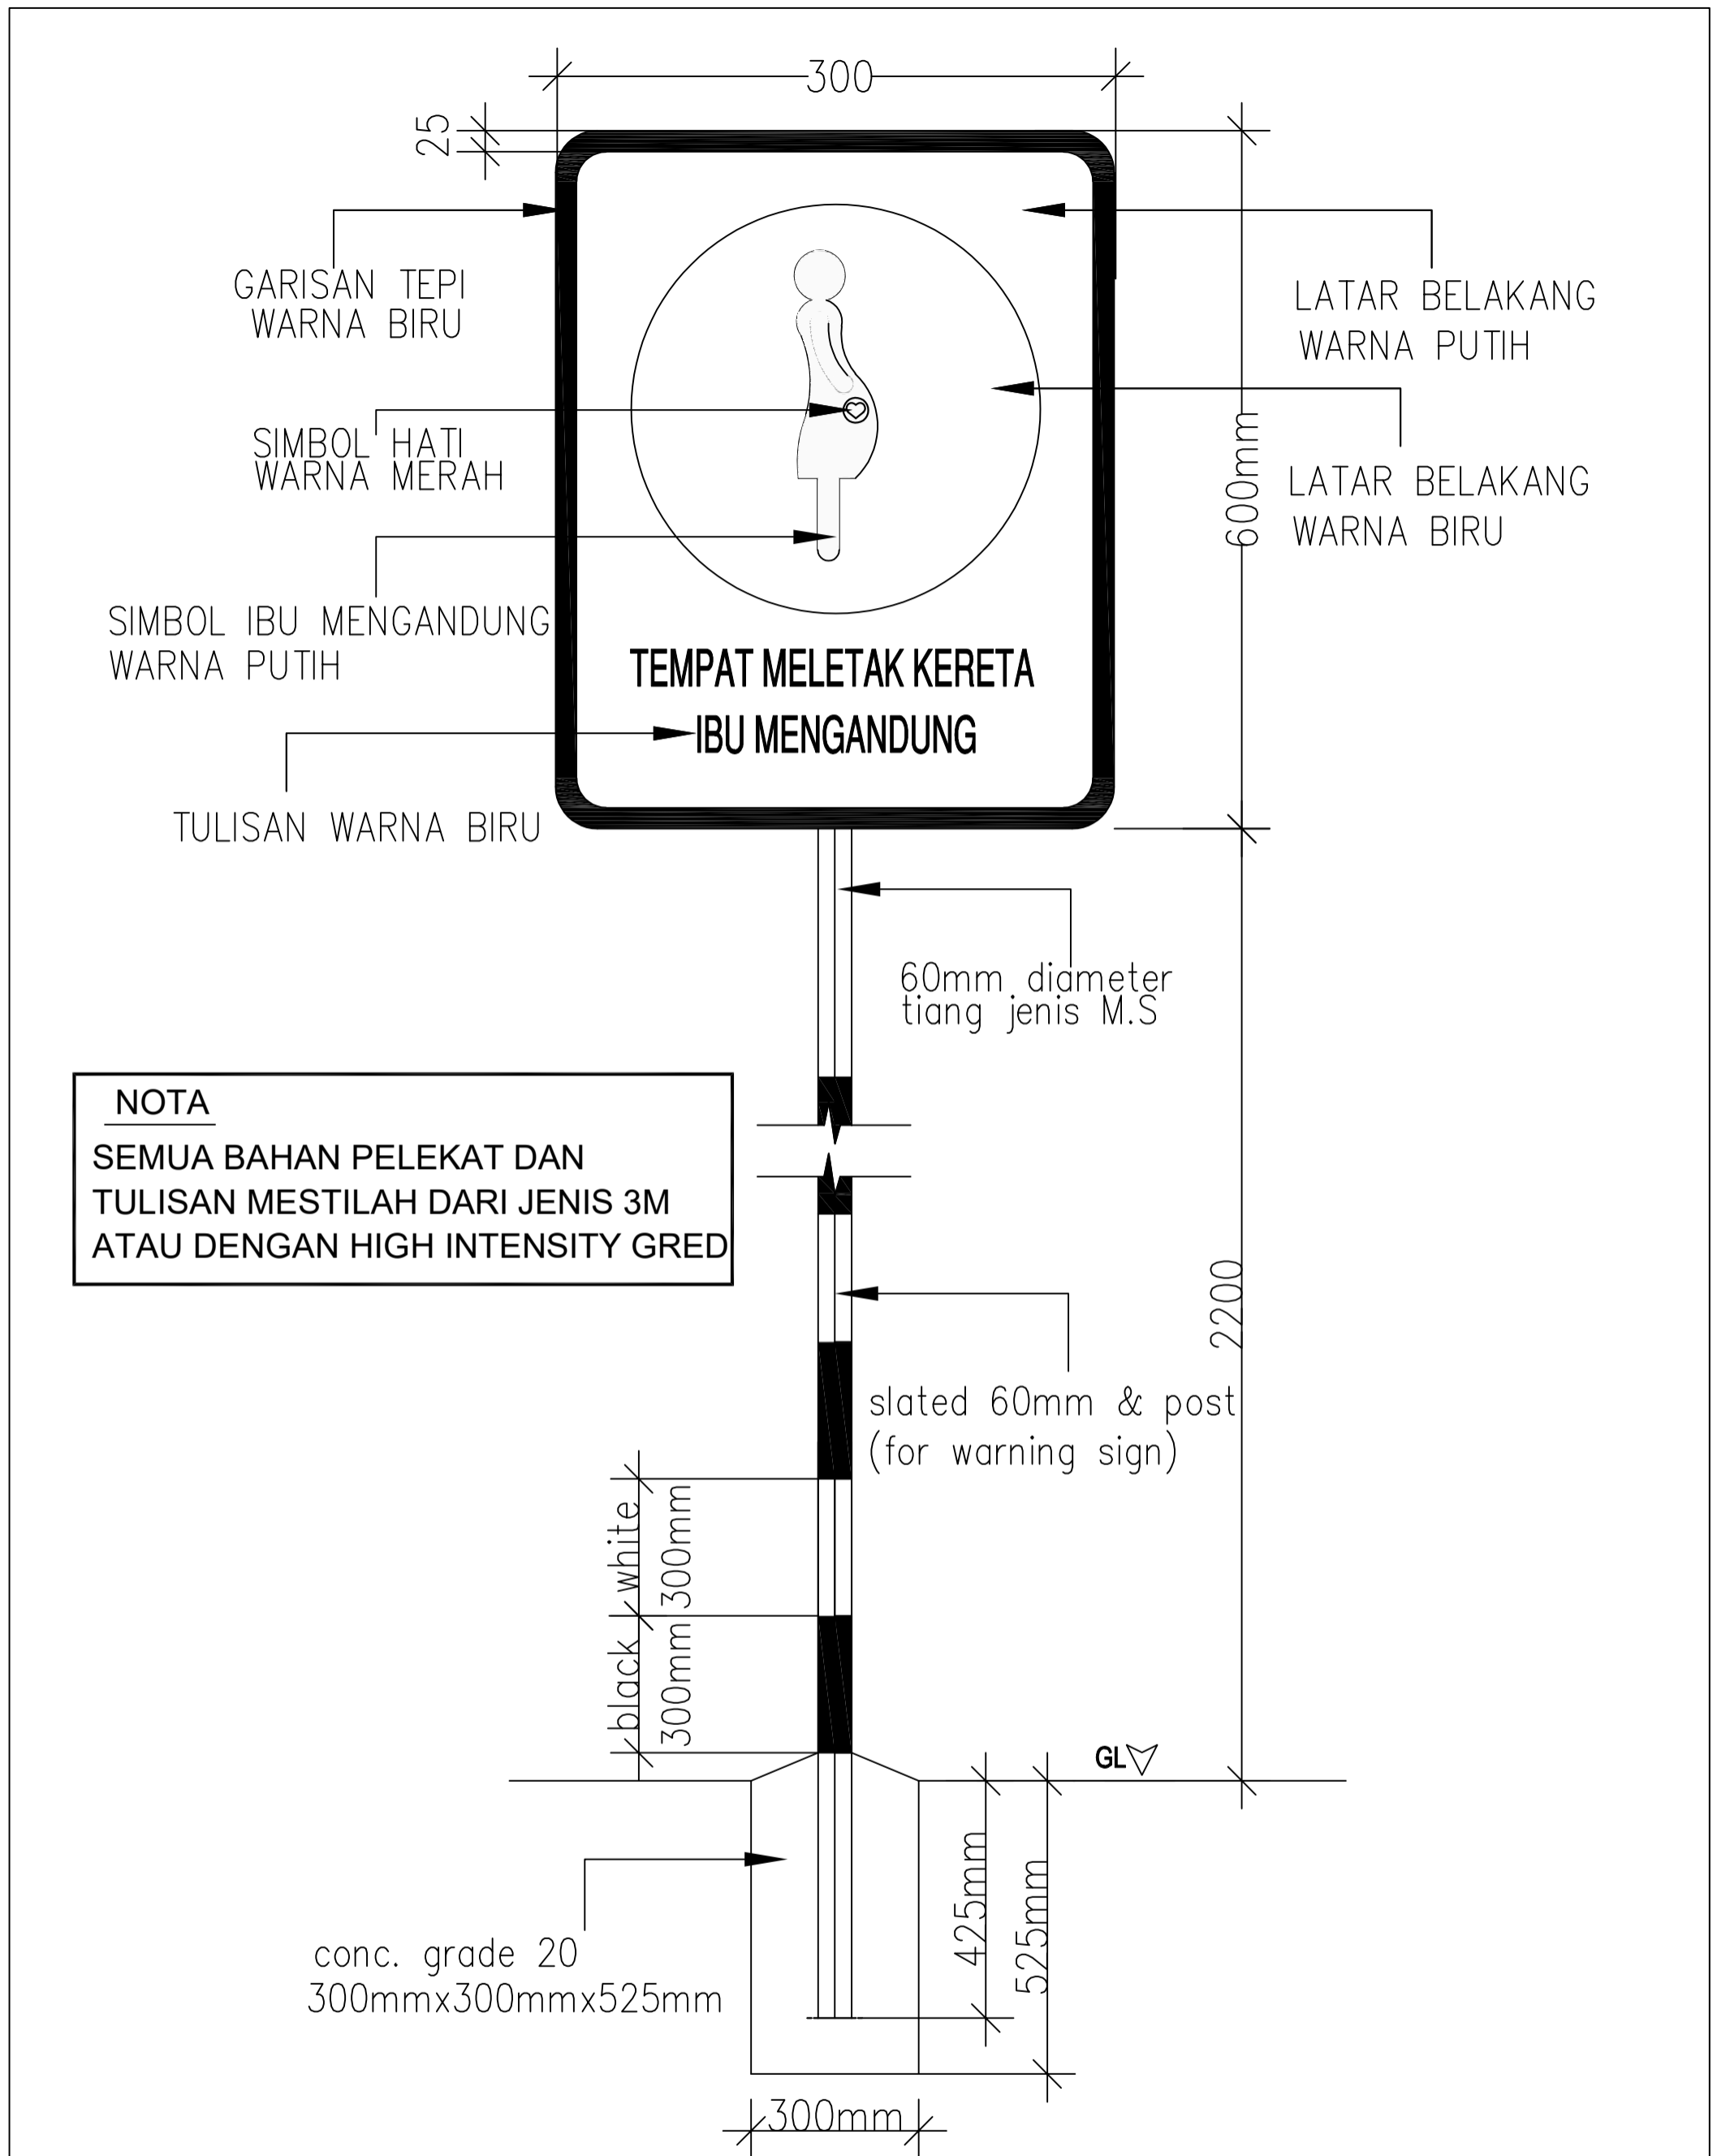 300
25
GARISAN TEPI
WARNA BIRU
LATAR BELAKANG
WARNA PUTIH
SIMBOL HATI
WARNA MERAH
600mm
LATAR BELAKANG
WARNA BIRU
SIMBOL IBU MENGANDUNG
WARNA PUTIH
TEMPAT MELETAK KERETA
IBU MENGANDUNG
TULISAN WARNA BIRU
60mm diameter
tiang jenis M.S
NOTA
SEMUA BAHAN PELEKAT DAN
TULISAN MESTILAH DARI JENIS 3M
ATAU DENGAN HIGH INTENSITY GRED
2200
slated 60mm & post
(for warning sign)
white
300mm
black
300mm
GL
425mm
525mm
conc. grade 20
300mmx300mmx525mm
300mm